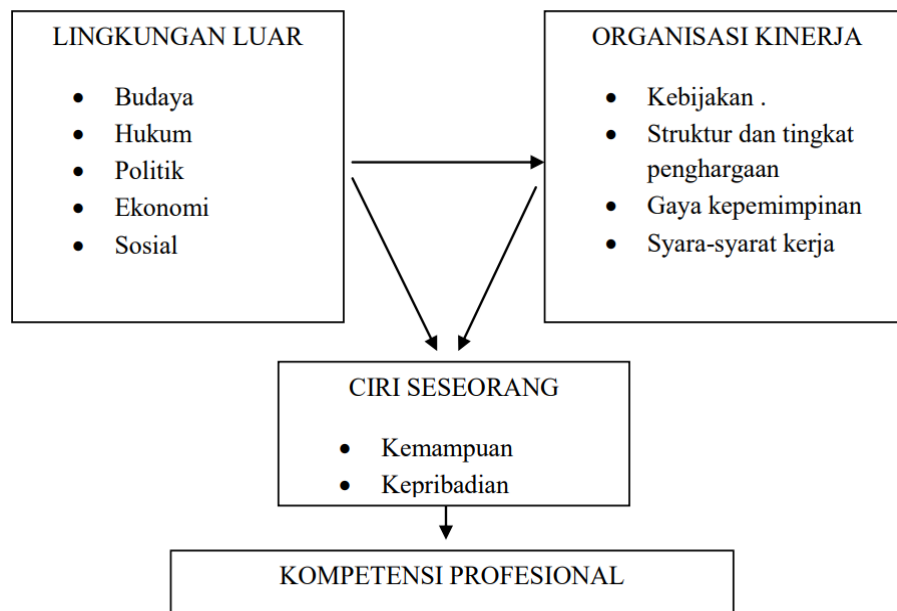 LINGKUNGAN LUAR
• Budaya
• Hukum
• Politik
• Ekonomi
• Sosial
ORGANISASI KINERJA
• Kebijakan .
• Struktur dan tingkat
penghargaan
• Gaya kepemimpinan
• Syara-syarat kerja
CIRI SESEORANG
• Kemampuan
• Kepribadian
KOMPETENSI PROFESIONAL